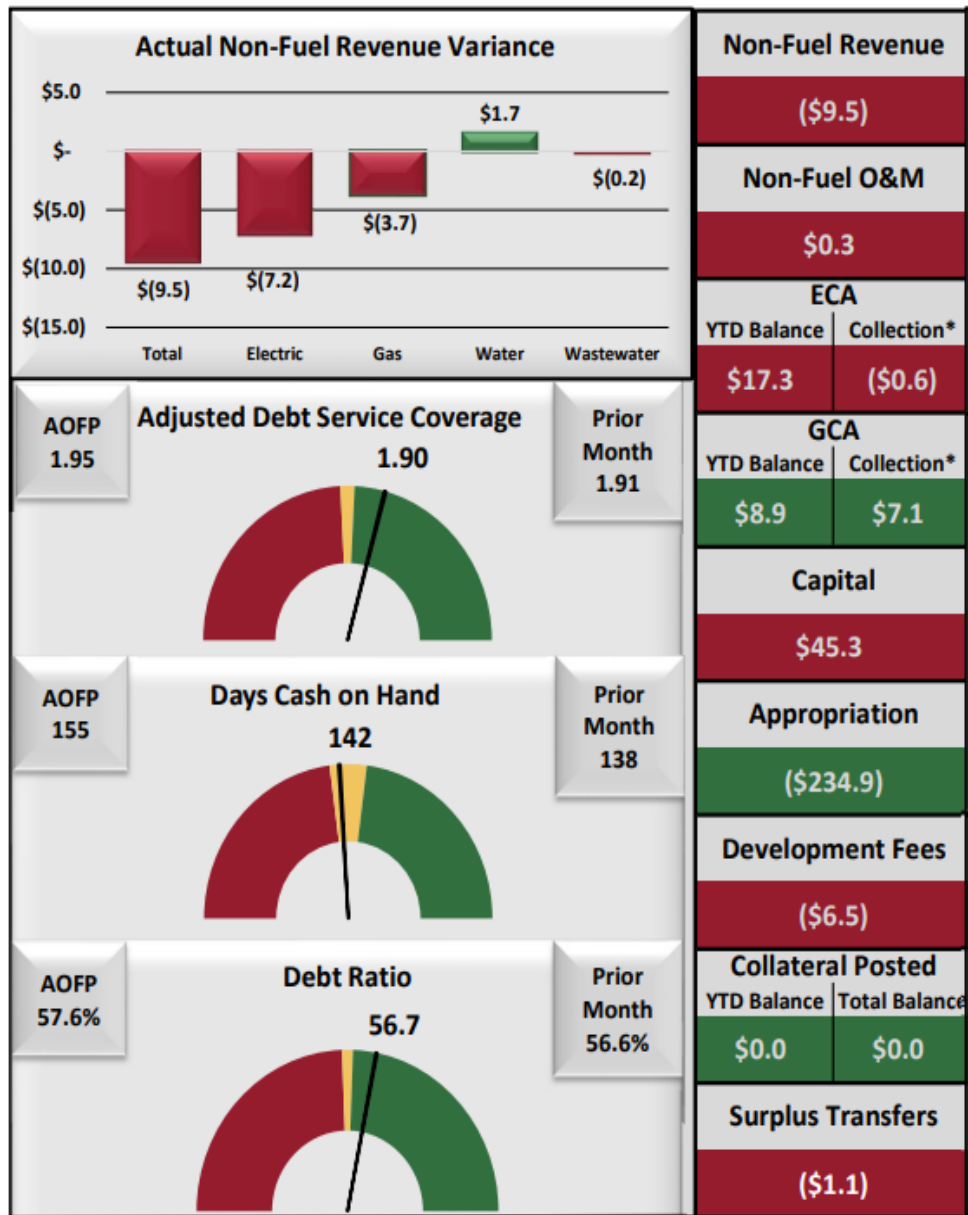 Actual Non-Fuel Revenue Variance
$5.0
$-
$(5.0)
$(10.0)
$(15.0)
$(9.5)
$(7.2)
$(3.7)
$1.7
$(0.2)
Total Electric Gas Water Wastewater
AOFP
1.95
Adjusted Debt Service Coverage
1.90
Prior
Month
1.91
AOFP
155
Days Cash on Hand
142
Prior
Month
138
AOFP
57.6%
Debt Ratio
56.7
Prior
Month
56.6%
Non-Fuel Revenue
($9.5)
Non-Fuel O&M
$0.3
ECA
YTD Balance Collection*
$17.3 ($0.6)
GCA
YTD Balance Collection*
$8.9 $7.1
Capital
$45.3
Appropriation
($234.9)
Development Fees
($6.5)
Collateral Posted
YTD Balance Total Balance
$0.0 $0.0
Surplus Transfers
($1.1)